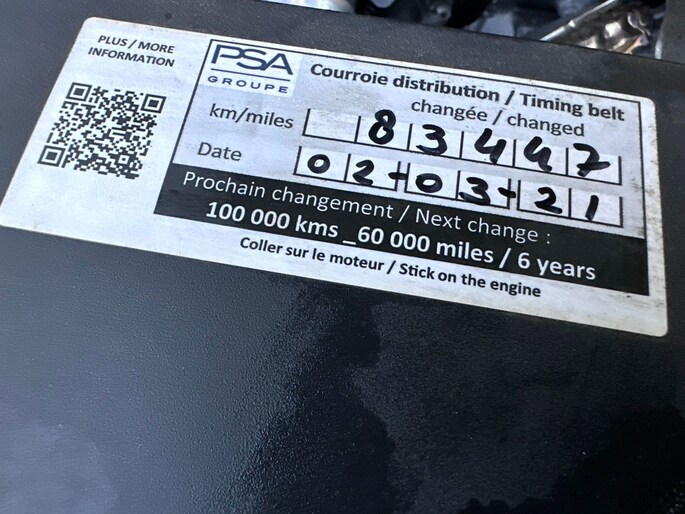 PLUS / MORE
INFORMATION
PSA
GROUPE
Courroie distribution / Timing belt
changée / changed
km/miles 83447
Date 02-03-21
Prochain changement / Next change :
100 000 kms _60 000 miles / 6 years
Coller sur le moteur / Stick on the engine